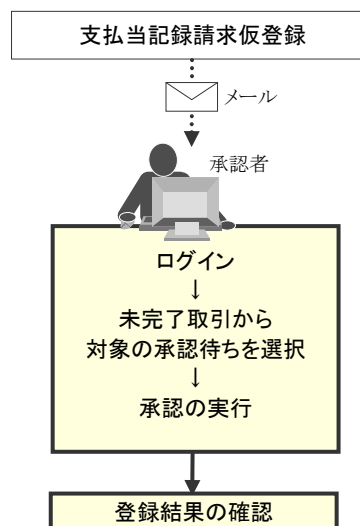 支払当記録請求仮登録
メール
承認者
ログイン
↓
未完了取引から
対象の承認待ちを選択
↓
承認の実行
登録結果の確認